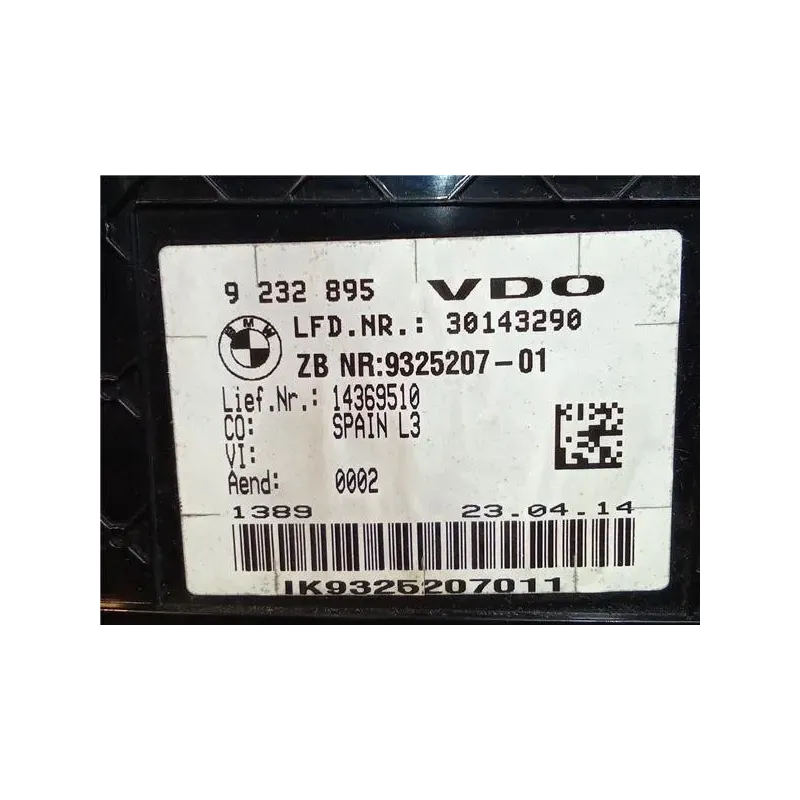 9 232 895 VDO
BMW
LFD.NR.: 30143290
ZB NR:9325207-01
Lief.Nr.: 14369510
CO: SPAIN L3
VI:
Aend: 0002
1389 23.04.14
IK9325207011